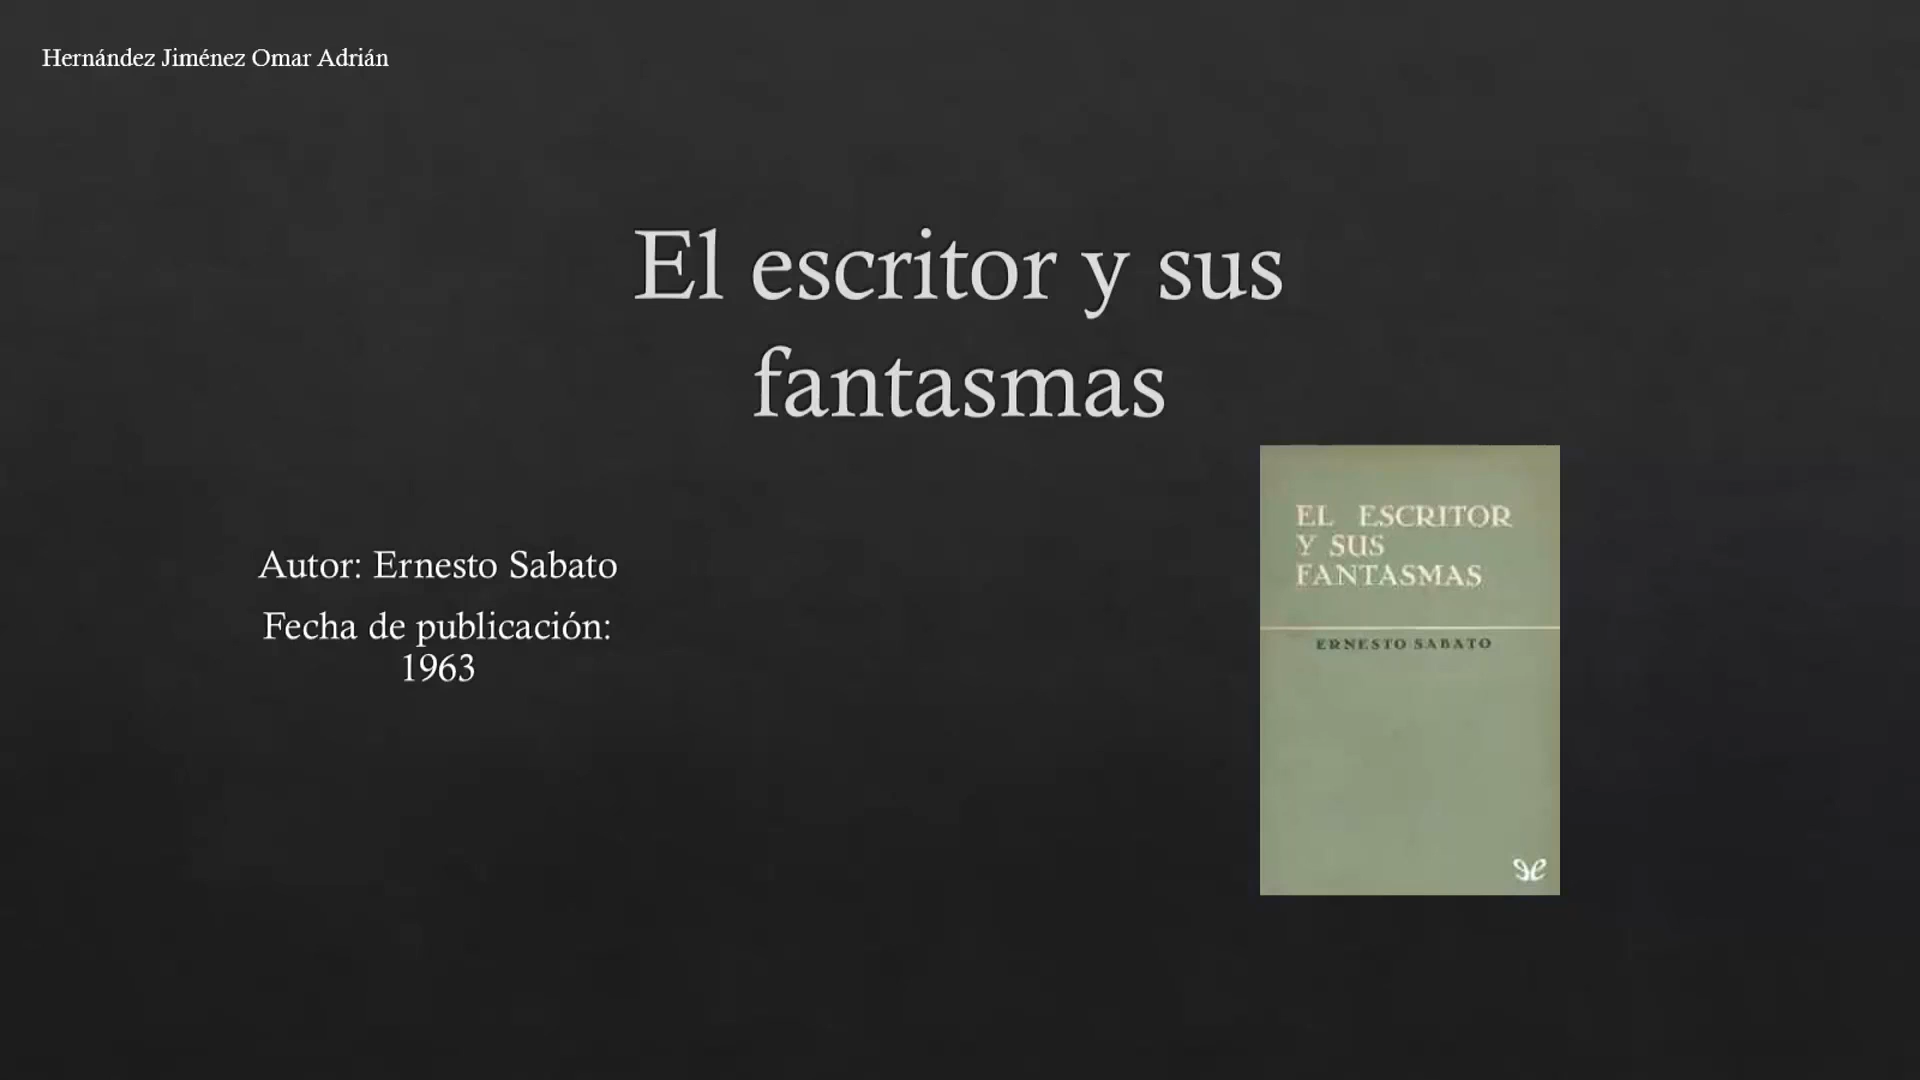 Hernández Jiménez Omar Adrián
El escritor y sus
fantasmas
Autor: Ernesto Sabato
Fecha de publicación:
1963
EL ESCRITOR
Y SUS
FANTASMAS
ERNESTO SABATO